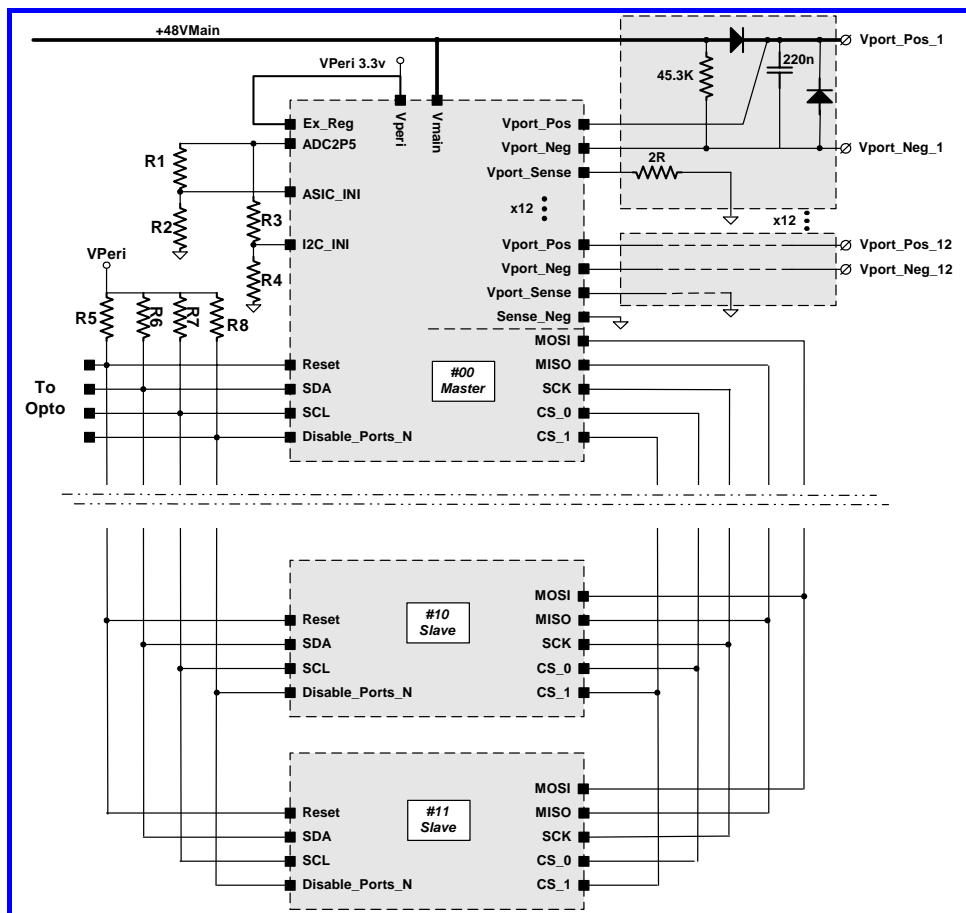 +48VMain
Vport_Pos_1
VPeri 3.3v
45.3K
220n
Ex_Reg
Vperi
Vmain
Vport_Pos
ADC2P5
R1
Vport_Neg
Vport_Neg_1
2R
Vport_Sense
ASIC_INI
x12
R2
R3
x12
I2C_INI
Vport_Pos
Vport_Pos_12
VPeri
Vport_Neg
Vport_Neg_12
R4
Vport_Sense
R5
R6
R7
R8
Sense_Neg
MOSI
Reset
#00
Master
MISO
To
Opto
SDA
SCK
SCL
CS_0
Disable_Ports_N
CS_1
MOSI
#10
Slave
Reset
MISO
SDA
SCK
SCL
CS_0
Disable_Ports_N
CS_1
MOSI
#11
Slave
Reset
MISO
SDA
SCK
SCL
CS_0
Disable_Ports_N
CS_1